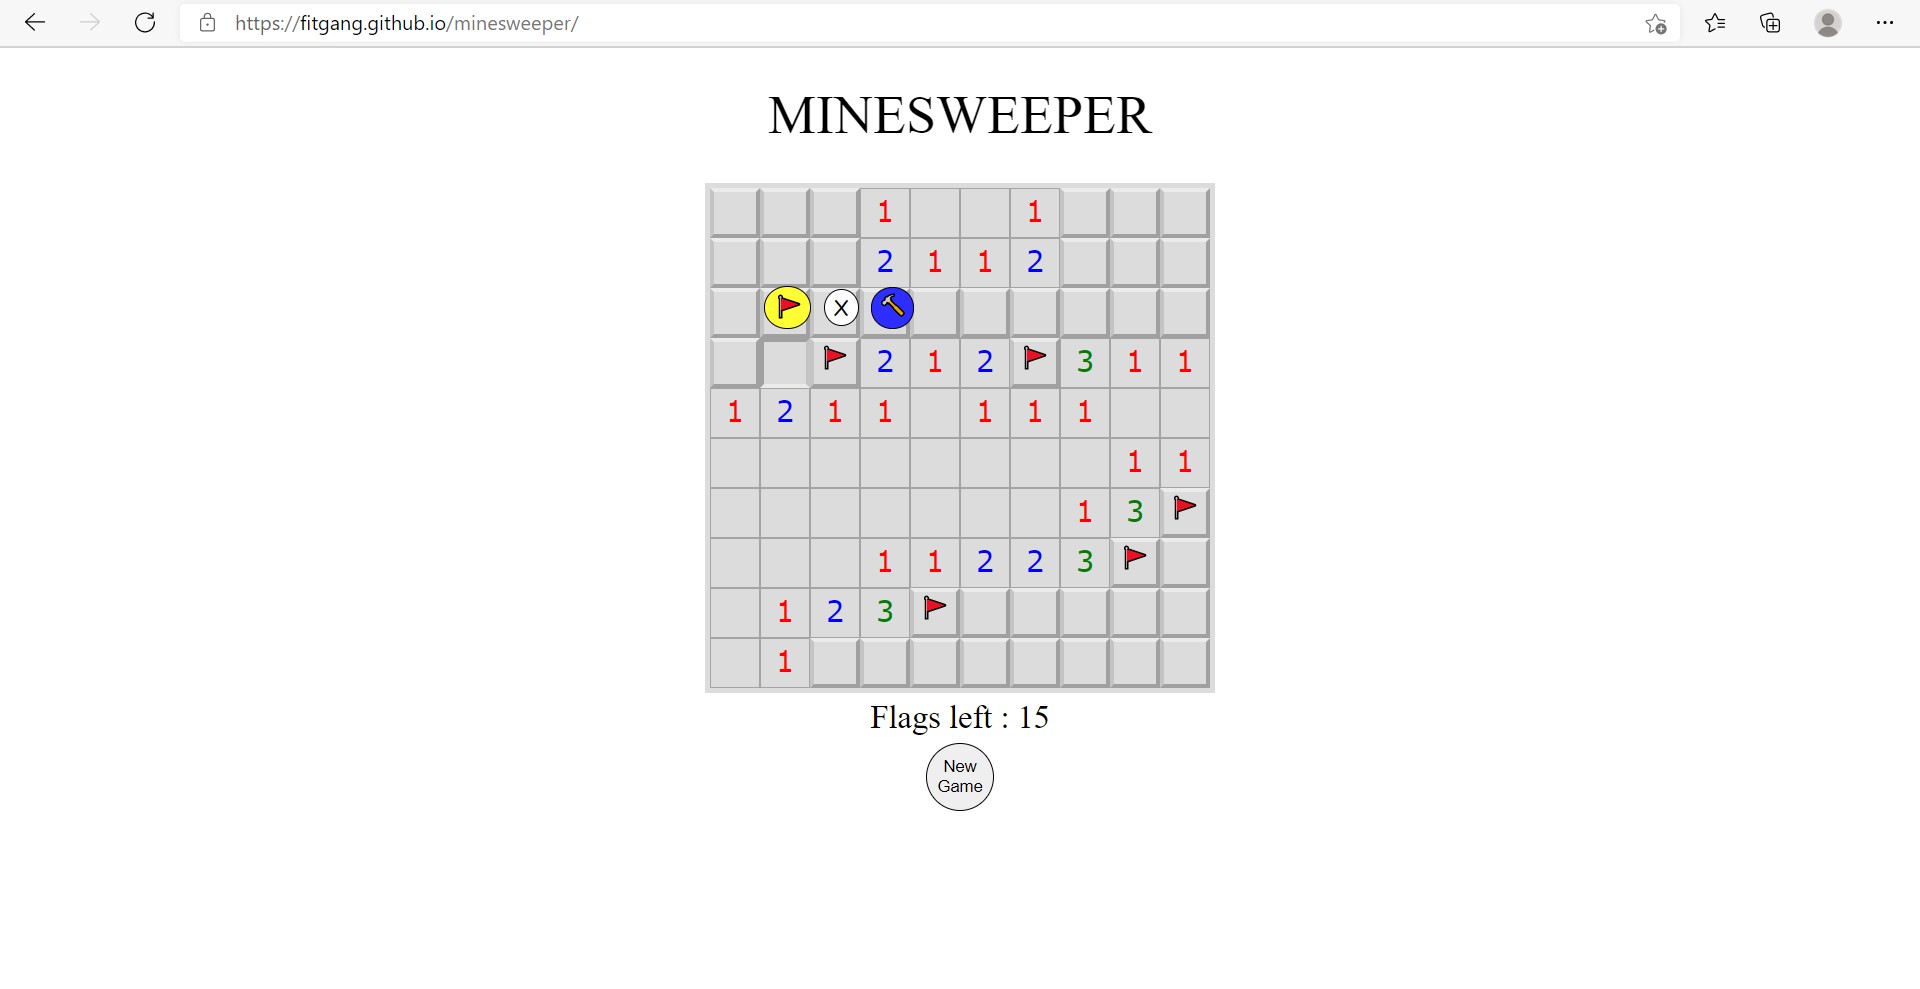 https://fitgang.github.io/minesweeper/
MINESWEEPER
1 1
2 1 1 2
X
2 1 2 3 1 1
1 2 1 1 1 1 1
1 1
1 3
1 1 2 2 3
1 2 3
1
Flags left : 15
New
Game